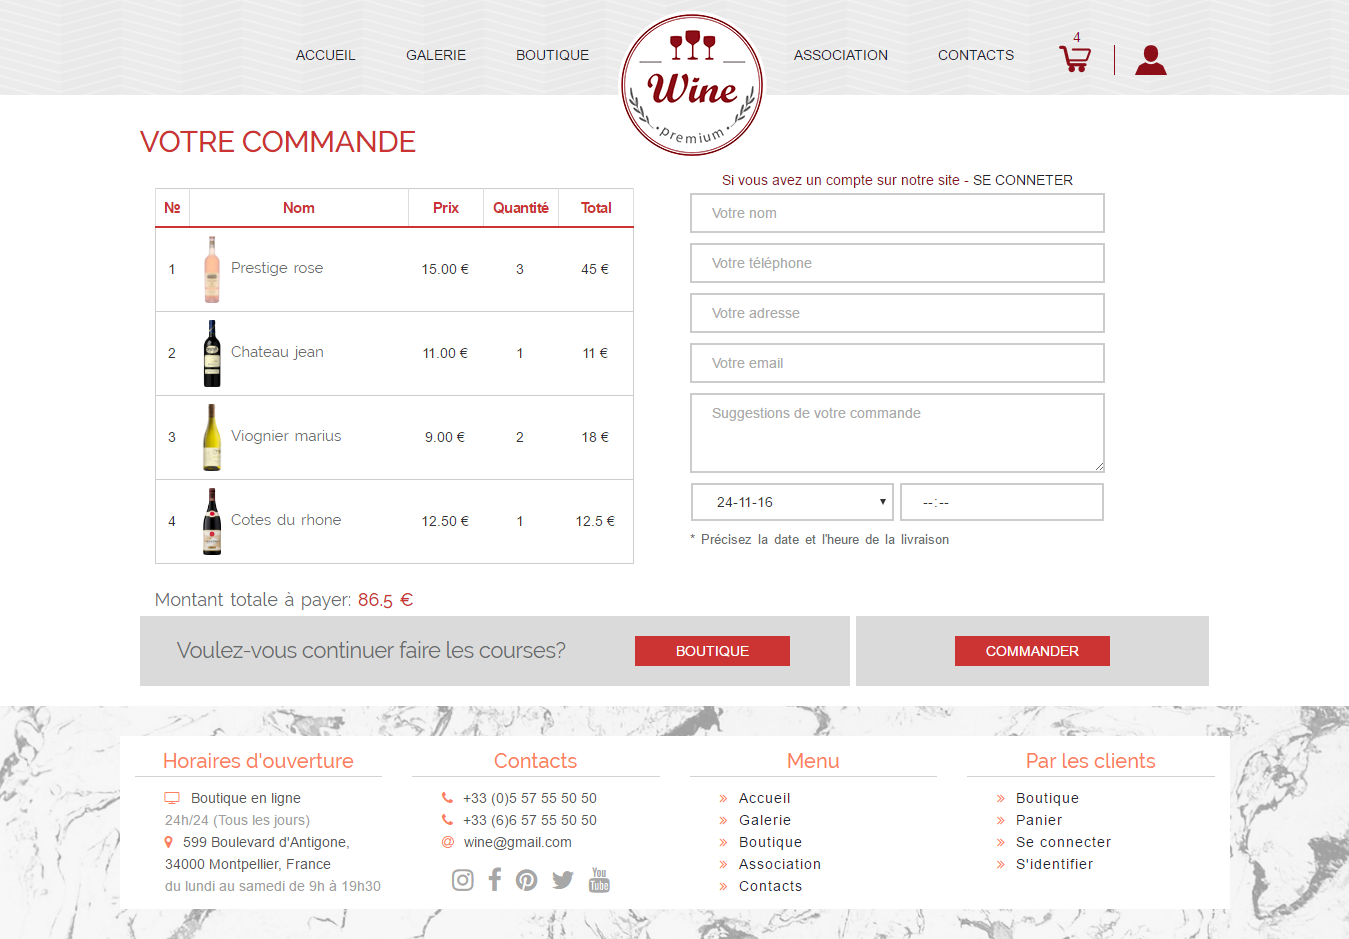 ACCUEIL GALERIE BOUTIQUE ASSOCIATION CONTACTS 4
Wine
premium
VOTRE COMMANDE
Si vous avez un compte sur notre site - SE CONNETER
№ Nom Prix Quantité Total
1 Prestige rose 15.00 € 3 45 €
2 Chateau jean 11.00 € 1 11 €
3 Viognier marius 9.00 € 2 18 €
4 Cotes du rhone 12.50 € 1 12.5 €
Votre nom
Votre téléphone
Votre adresse
Votre email
Suggestions de votre commande
24-11-16 --:--
* Précisez la date et l'heure de la livraison
Montant totale à payer: 86.5 €
Voulez-vous continuer faire les courses? BOUTIQUE COMMANDER
Horaires d'ouverture
Boutique en ligne
24h/24 (Tous les jours)
599 Boulevard d'Antigone,
34000 Montpellier, France
du lundi au samedi de 9h à 19h30
Contacts
+33 (0)5 57 55 50 50
+33 (6)6 57 55 50 50
@ wine@gmail.com
You Tube
Menu
» Accueil
» Galerie
» Boutique
» Association
» Contacts
Par les clients
» Boutique
» Panier
» Se connecter
» S'identifier